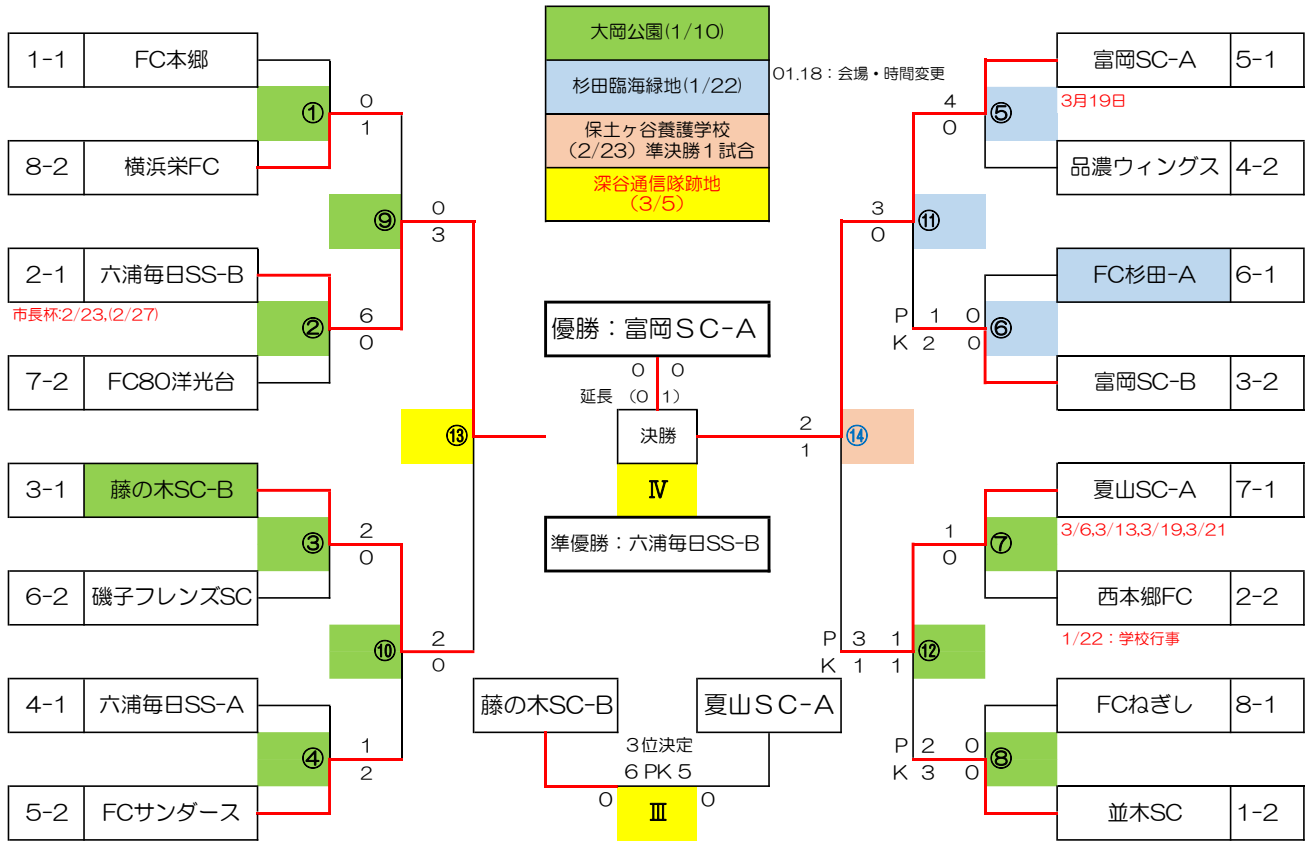 大岡公園(1/10)
杉田臨海緑地(1/22)
01.18：会場・時間変更
保土ヶ谷養護学校
（2/23）準決勝１試合
深谷通信隊跡地
（3/5）
1-1 FC本郷
① 0
1
8-2 横浜栄FC
⑨ 0
3
2-1 六浦毎日SS-B
市長杯:2/23,(2/27)
② 6
0
7-2 FC80洋光台
⑬
3-1 藤の木SC-B
③ 2
0
6-2 磯子フレンズSC
⑩ 2
0
4-1 六浦毎日SS-A
④ 1
2
5-2 FCサンダース
優勝：富岡ＳＣ-Ａ
0 0
延長 (0 1)
決勝
Ⅳ
準優勝：六浦毎日SS-B
藤の木SC-B 夏山ＳＣ-Ａ
３位決定
6 PK 5
0 Ⅲ 0
富岡SC-A 5-1
3月19日
4 ⑤
0
品濃ウィングス 4-2
3 ⑪
0
FC杉田-A 6-1
P 1 0 ⑥
K 2 0
富岡SC-B 3-2
2 ⑭
1
夏山SC-A 7-1
3/6,3/13,3/19,3/21
1 ⑦
0
西本郷FC 2-2
1/22：学校行事
P 3 1 ⑫
K 1 1
FCねぎし 8-1
P 2 0 ⑧
K 3 0
並木SC 1-2